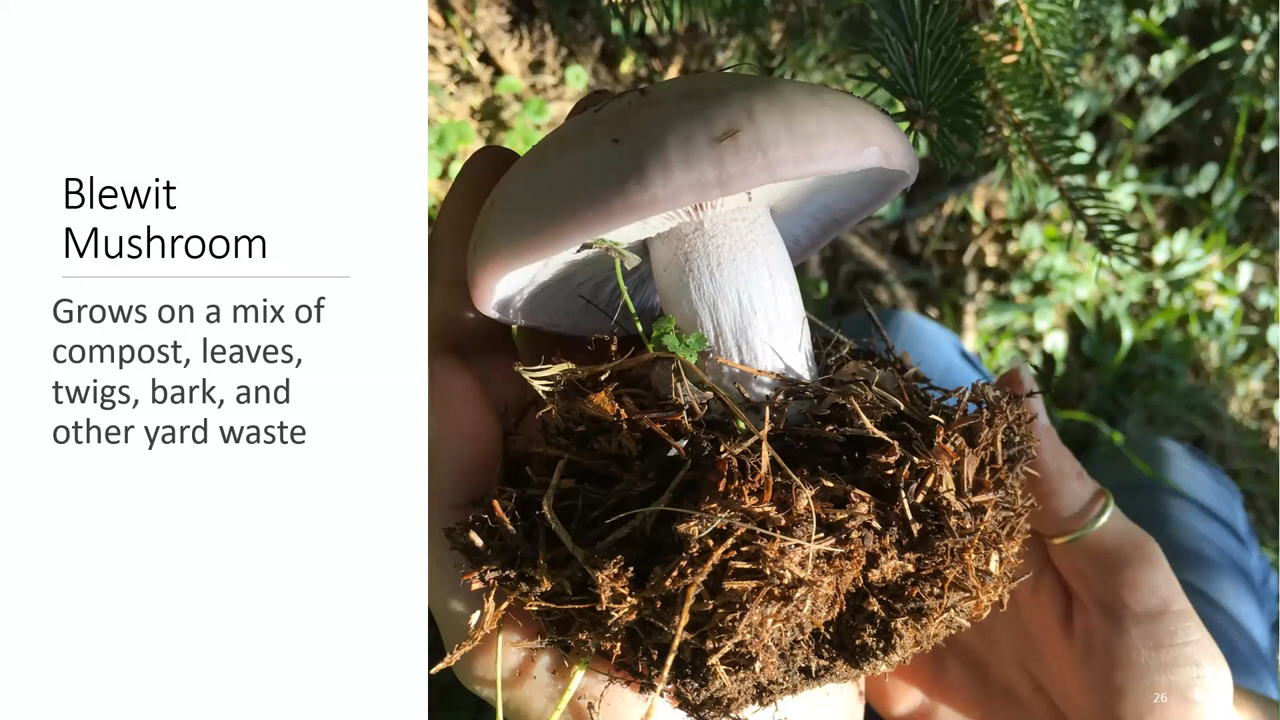 Blewit
Mushroom
Grows on a mix of
compost, leaves,
twigs, bark, and
other yard waste
26